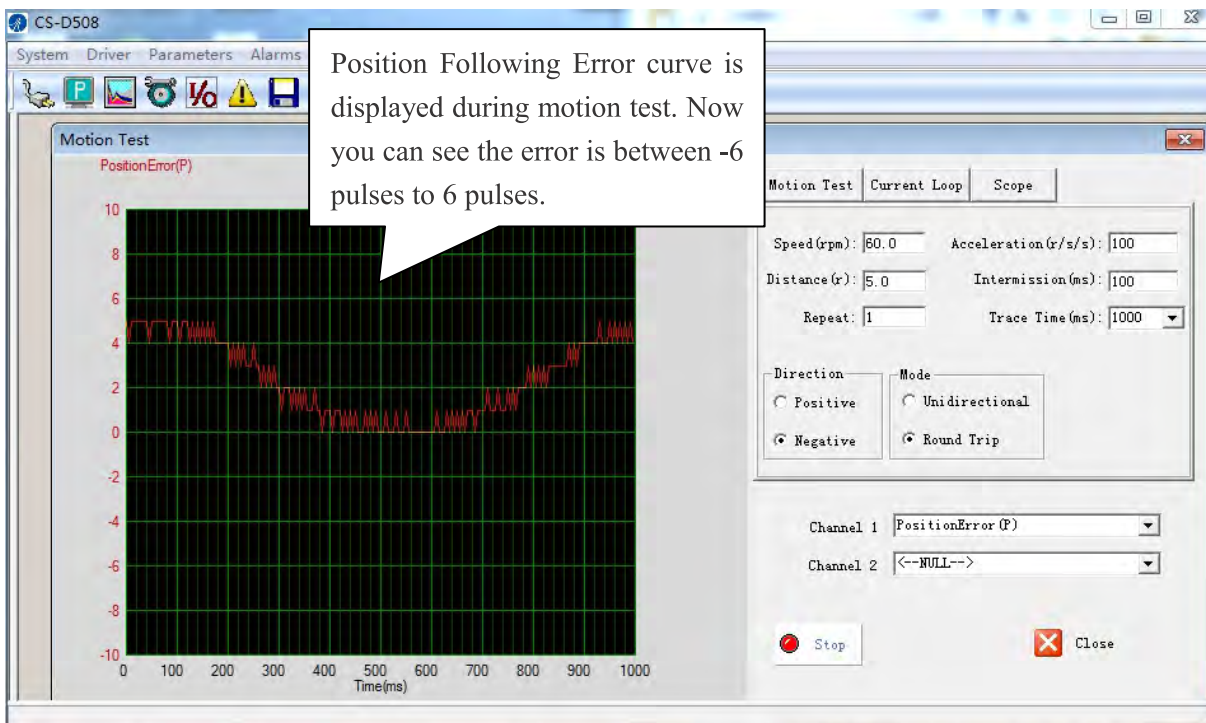 CS-D508
System Driver Parameters Alarms
Position Following Error curve is
displayed during motion test. Now
you can see the error is between -6
pulses to 6 pulses.
P
I/O
Motion Test
PositionError(P)
10
8
6
4
2
0
-2
-4
-6
-8
-10
0 100 200 300 400 500 600 700 800 900 1000
Time(ms)
Motion Test Current Loop Scope
Speed(rpm): 60.0 Acceleration(r/s/s): 100
Distance(r): 5.0 Intermission(ms): 100
Repeat: 1 Trace Time(ms): 1000
Direction Mode
Positive Unidirectional
Negative Round Trip
Channel 1 PositionError(P)
Channel 2 <--NULL-->
Stop Close